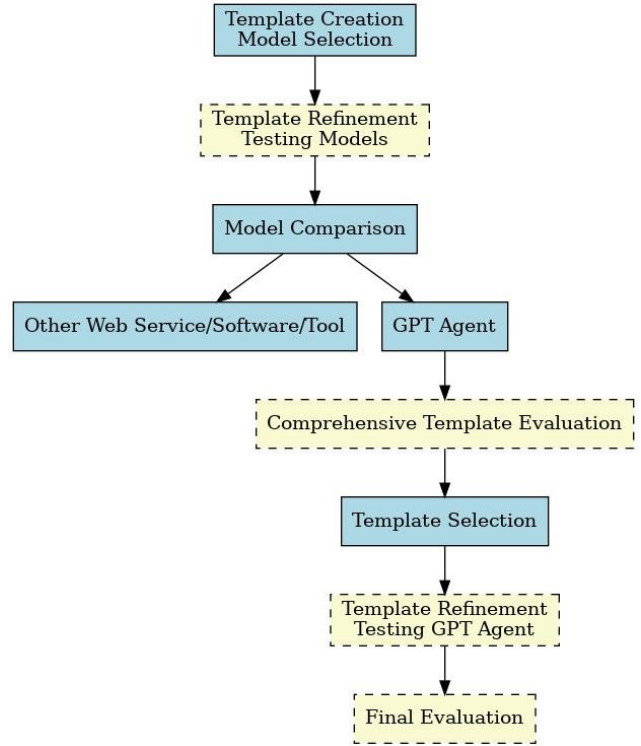 Template Creation
Model Selection
Template Refinement
Testing Models
Model Comparison
Other Web Service/Software/Tool
GPT Agent
Comprehensive Template Evaluation
Template Selection
Template Refinement
Testing GPT Agent
Final Evaluation